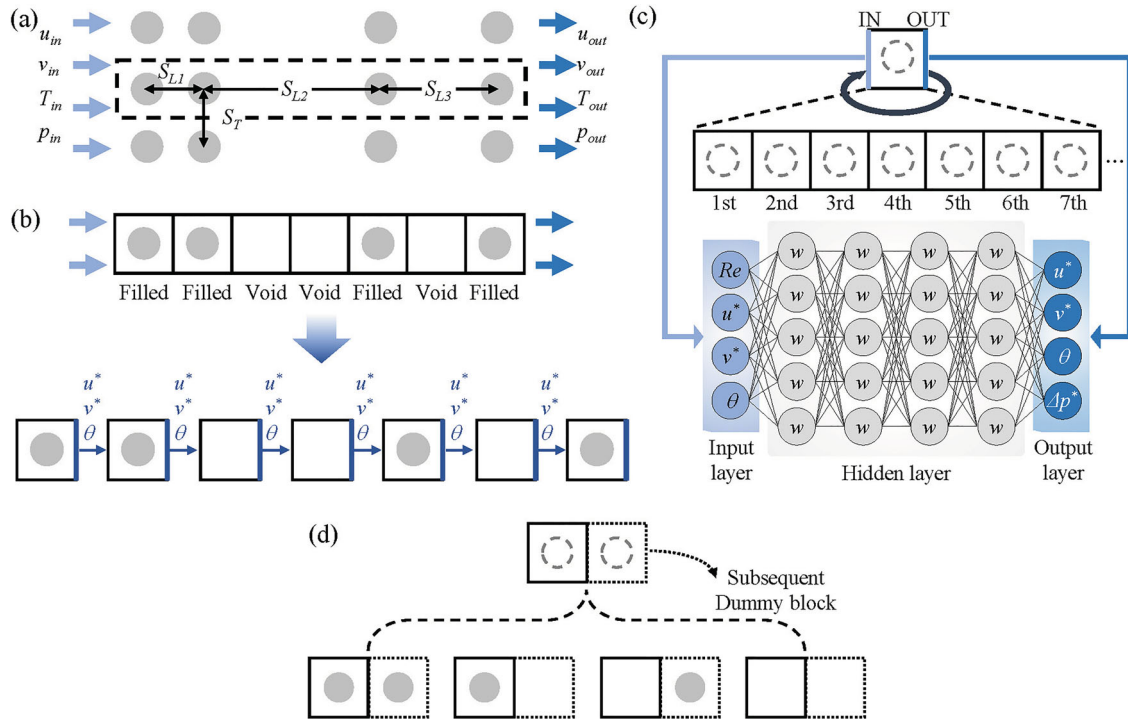 (a)
u_in
v_in
T_in
p_in
S_L1
S_L2
S_L3
S_T
u_out
v_out
T_out
p_out
(b)
Filled Filled Void Void Filled Void Filled
u* u* u* u* u* u*
v* v* v* v* v* v*
θ θ θ θ θ θ
(c)
IN OUT
1st 2nd 3rd 4th 5th 6th 7th ...
Re
u*
v*
θ
w w w w
w w w w
w w w w
w w w w
w w w w
u*
v*
θ
Δp*
Input
layer
Hidden layer
Output
layer
(d)
Subsequent
Dummy block